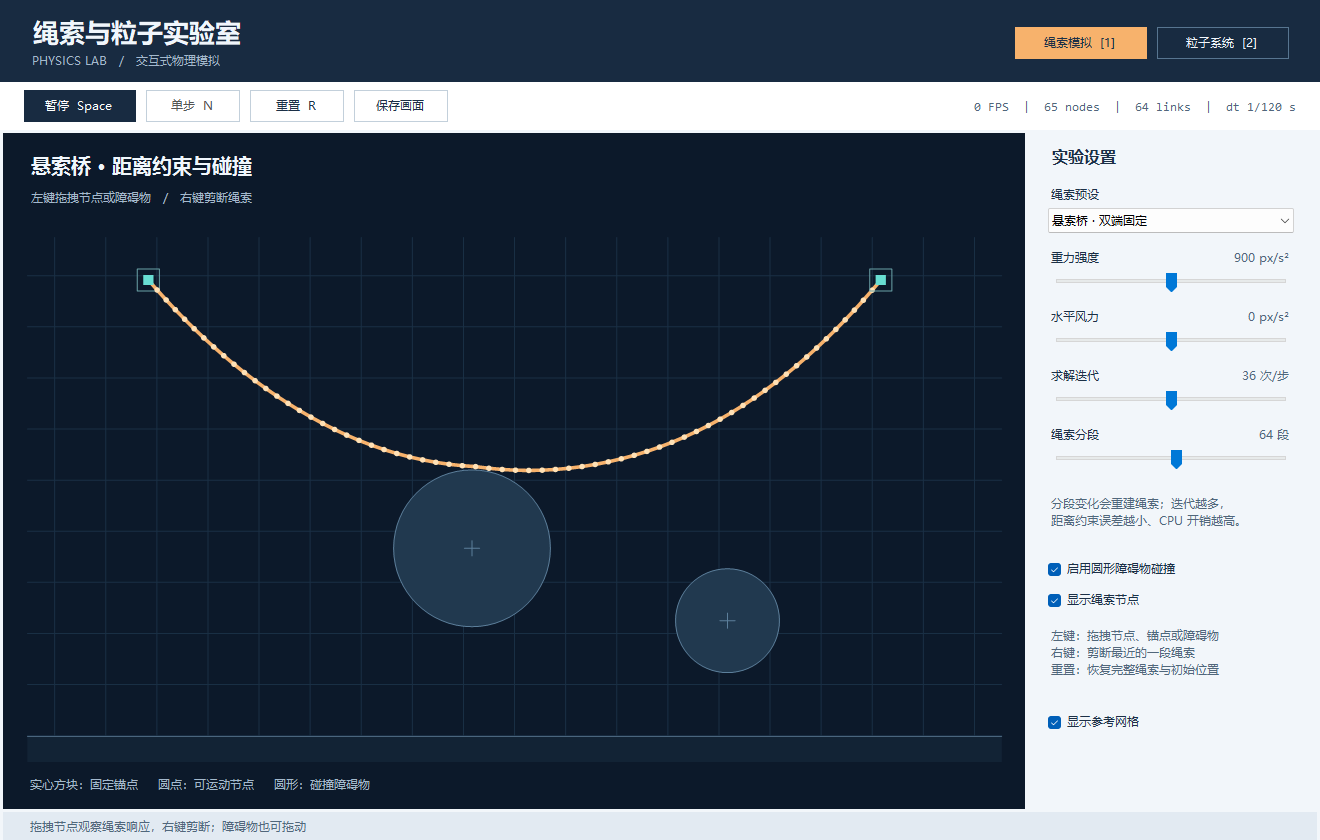 绳索与粒子实验室
PHYSICS LAB / 交互式物理模拟
绳索模拟 [1] 粒子系统 [2]
暂停 Space 单步 N 重置 R 保存画面
0 FPS | 65 nodes | 64 links | dt 1/120 s
悬索桥 • 距离约束与碰撞
左键拖拽节点或障碍物 / 右键剪断绳索
实心方块：固定锚点 圆点：可运动节点 圆形：碰撞障碍物
实验设置
绳索预设
悬索桥 · 双端固定
重力强度 900 px/s²
水平风力 0 px/s²
求解迭代 36 次/步
绳索分段 64 段
分段变化会重建绳索；迭代越多，
距离约束误差越小、CPU 开销越高。
启用圆形障碍物碰撞
显示绳索节点
左键：拖拽节点、锚点或障碍物
右键：剪断最近的一段绳索
重置：恢复完整绳索与初始位置
显示参考网格
拖拽节点观察绳索响应，右键剪断；障碍物也可拖动